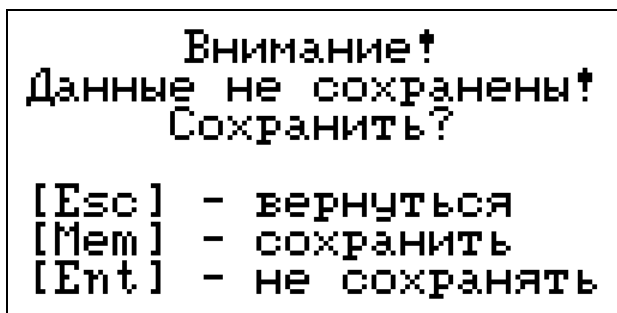 Внимание!
Данные не сохранены!
Сохранить?
[Esc] - вернуться
[Mem] - сохранить
[Ent] - не сохранять